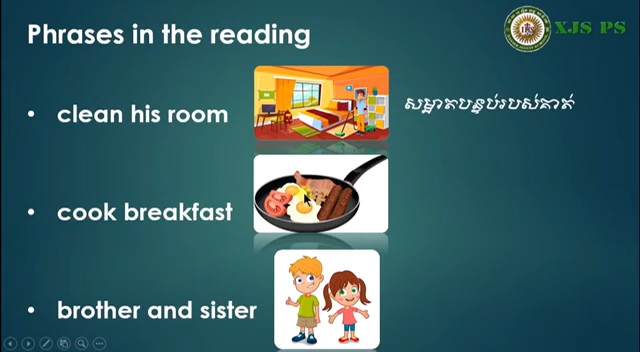 Phrases in the reading
XJS PS
• clean his room
សម្អាតបន្ទប់របស់គាត់
• cook breakfast
• brother and sister